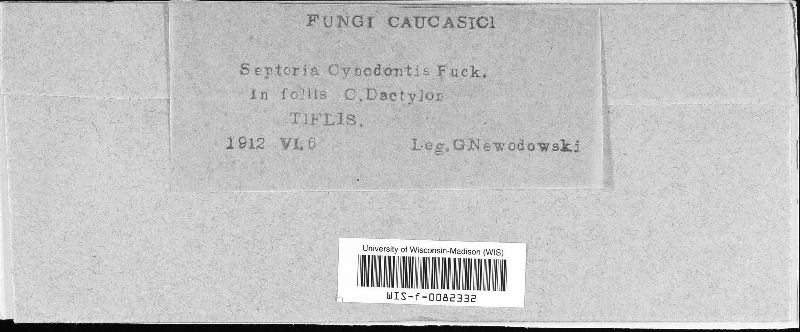 FUNGI CAUCASICI
Septoria Cynodontis Fuck.
In foliis C. Dactylon
TIFLIS.
1912 VI. 6 Leg. G Newodowski
University of Wisconsin-Madison (WIS)
WIS-f-0082332